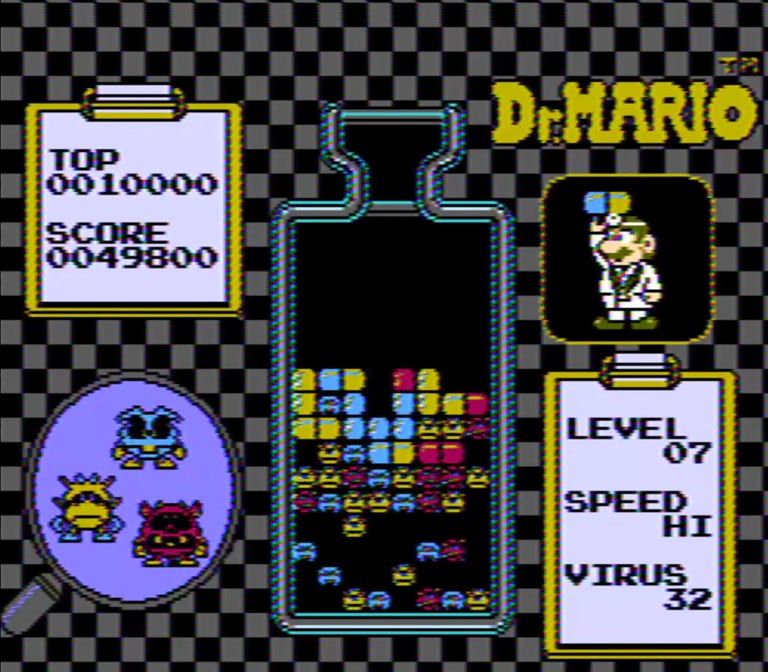 Dr. MARIO TM
TOP
0010000
SCORE
0049800
LEVEL
07
SPEED
HI
VIRUS
32